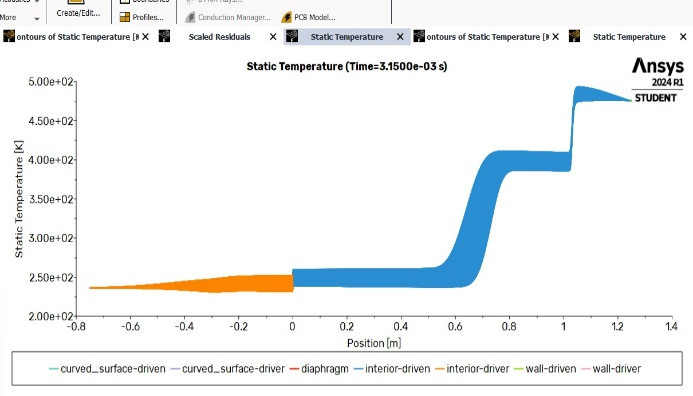 Create/Edit...
More
Profiles...
Conduction Manager...
PCB Model...
ontours of Static Temperature [K
Scaled Residuals
Static Temperature
ontours of Static Temperature [K
Static Temperature
Static Temperature (Time=3.1500e-03 s)
Ansys
2024 R1
STUDENT
Static Temperature [K]
5.00e+02
4.50e+02
4.00e+02
3.50e+02
3.00e+02
2.50e+02
2.00e+02
-0.8 -0.6 -0.4 -0.2 0 0.2 0.4 0.6 0.8 1 1.2 1.4
Position [m]
curved_surface-driven curved_surface-driver diaphragm interior-driven interior-driver wall-driven wall-driver